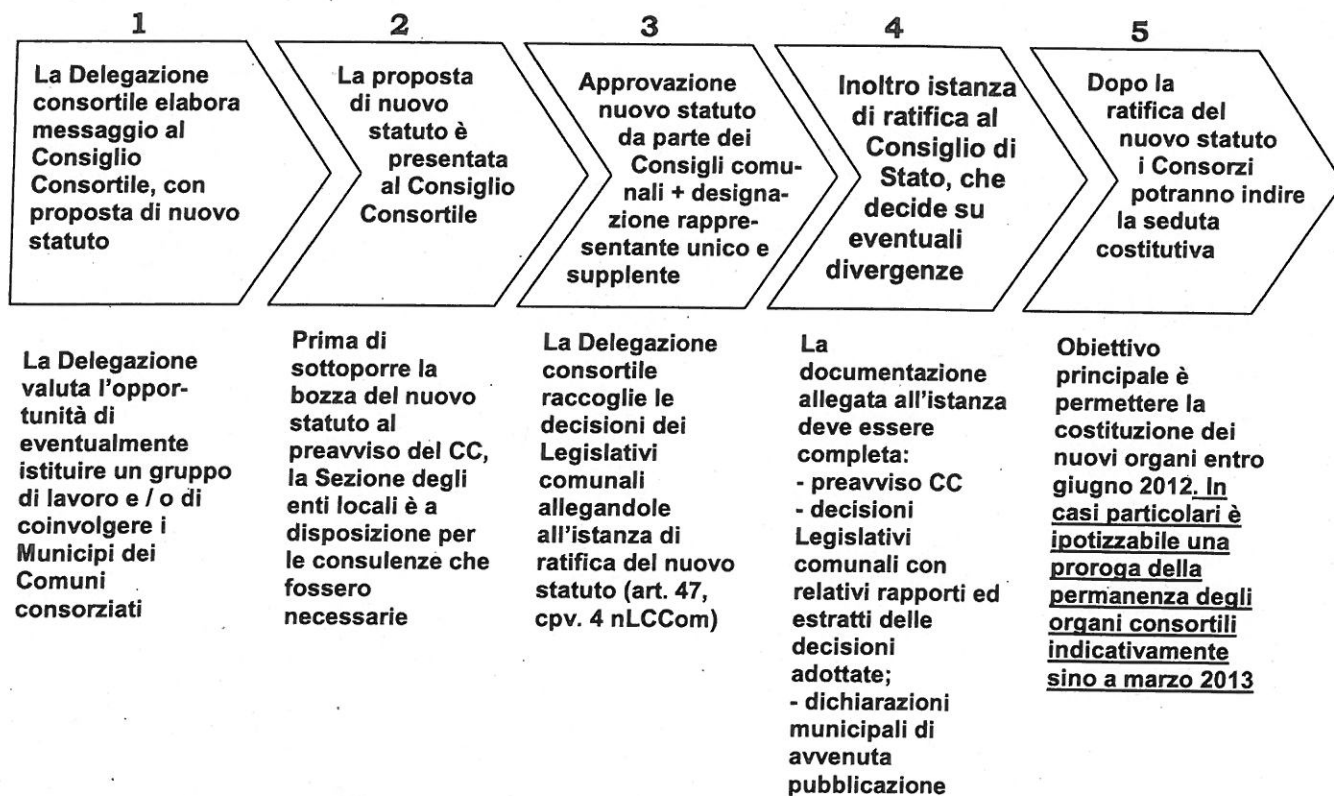 1
La Delegazione
consortile elabora
messaggio al
Consiglio
Consortile, con
proposta di nuovo
statuto
2
La proposta
di nuovo
statuto è
presentata
al Consiglio
Consortile
3
Approvazione
nuovo statuto
da parte dei
Consigli comu-
nali + designa-
zione rappre-
sentante unico e
supplente
4
Inoltro istanza
di ratifica al
Consiglio di
Stato, che
decide su
eventuali
divergenze
5
Dopo la
ratifica del
nuovo statuto
i Consorzi
potranno indire
la seduta
costitutiva
La Delegazione
valuta l'oppor-
tunità di
eventualmente
istituire un gruppo
di lavoro e / o di
coinvolgere i
Municipi dei
Comuni
consorziati
Prima di
sottoporre la
bozza del nuovo
statuto al
preavviso del CC,
la Sezione degli
enti locali è a
disposizione per
le consulenze che
fossero
necessarie
La Delegazione
consortile
raccoglie le
decisioni dei
Legislativi
comunali
allegandole
all'istanza di
ratifica del nuovo
statuto (art. 47,
cpv. 4 nLCCom)
La
documentazione
allegata all'istanza
deve essere
completa:
- preavviso CC
- decisioni
Legislativi
comunali con
relativi rapporti ed
estratti delle
decisioni
adottate;
- dichiarazioni
municipali di
avvenuta
pubblicazione
Obiettivo
principale è
permettere la
costituzione dei
nuovi organi entro
giugno 2012. In
casi particolari è
ipotizzabile una
proroga della
permanenza degli
organi consortili
indicativamente
sino a marzo 2013